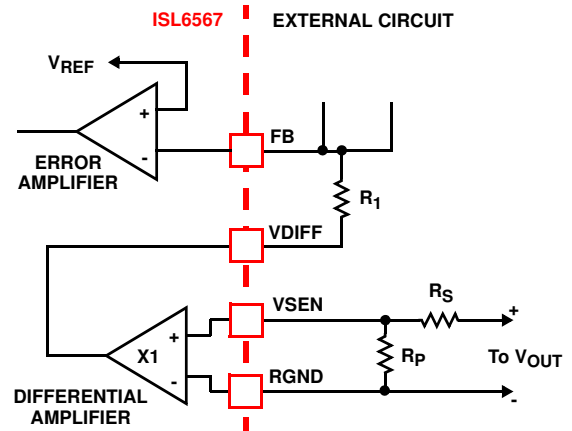 ISL6567 EXTERNAL CIRCUIT
VREF
+
-
FB
ERROR
AMPLIFIER
R1
VDIFF
VSEN
RS
+
+
X1
RP
To VOUT
-
RGND
-
DIFFERENTIAL
AMPLIFIER